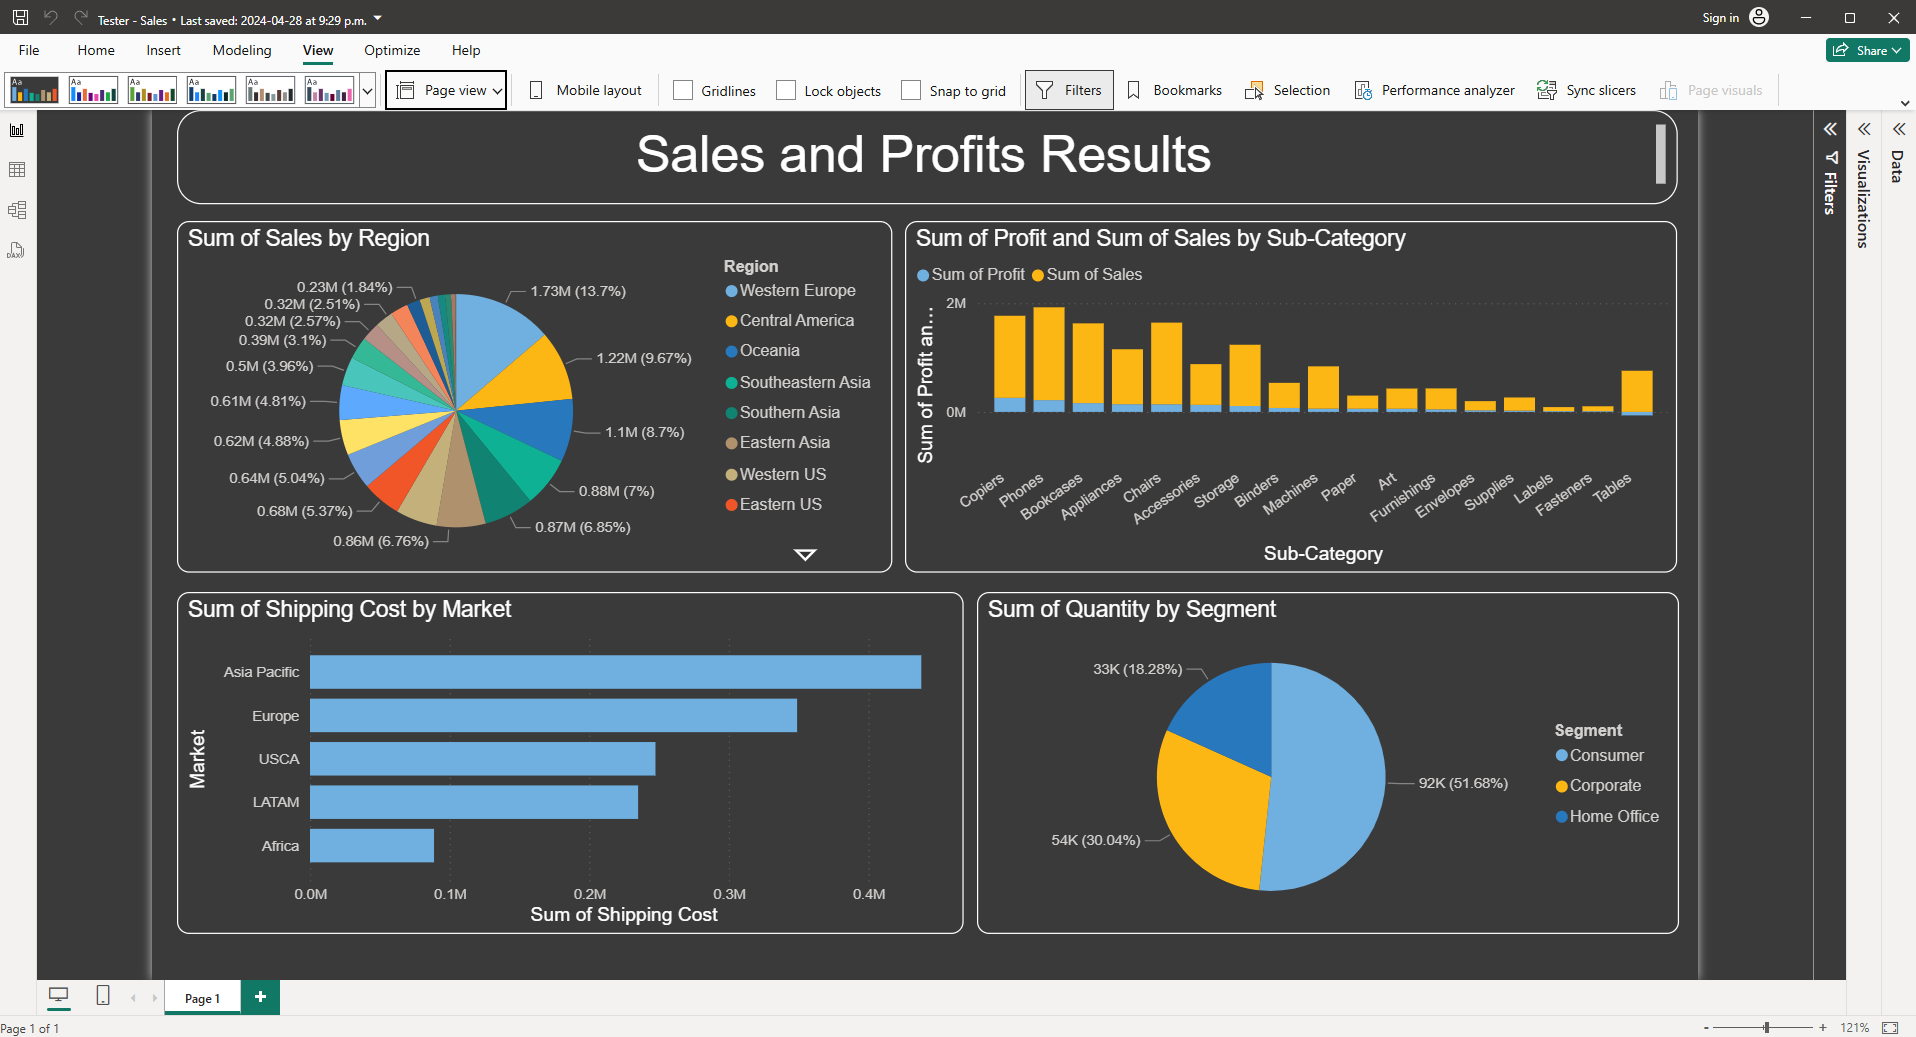 Tester - Sales • Last saved: 2024-04-28 at 9:29 p.m.
Sign in
File Home Insert Modeling View Optimize Help
Share
Aa Aa Aa Aa Aa Aa
Page view
Mobile layout
Gridlines
Lock objects
Snap to grid
Filters
Bookmarks
Selection
Performance analyzer
Sync slicers
Page visuals
DAX
Sales and Profits Results
Filters
Visualizations
Data
Sum of Sales by Region
0.23M (1.84%)
0.32M (2.51%)
0.32M (2.57%)
0.39M (3.1%)
0.5M (3.96%)
0.61M (4.81%)
0.62M (4.88%)
0.64M (5.04%)
0.68M (5.37%)
0.86M (6.76%)
1.73M (13.7%)
1.22M (9.67%)
1.1M (8.7%)
0.88M (7%)
0.87M (6.85%)
Region
Western Europe
Central America
Oceania
Southeastern Asia
Southern Asia
Eastern Asia
Western US
Eastern US
Sum of Profit and Sum of Sales by Sub-Category
Sum of Profit Sum of Sales
Sum of Profit an...
2M
0M
Copiers
Phones
Bookcases
Appliances
Chairs
Accessories
Storage
Binders
Machines
Paper
Art
Furnishings
Envelopes
Supplies
Labels
Fasteners
Tables
Sub-Category
Sum of Shipping Cost by Market
Market
Asia Pacific
Europe
USCA
LATAM
Africa
0.0M 0.1M 0.2M 0.3M 0.4M
Sum of Shipping Cost
Sum of Quantity by Segment
33K (18.28%)
54K (30.04%)
92K (51.68%)
Segment
Consumer
Corporate
Home Office
Page 1
+
Page 1 of 1
- + 121%